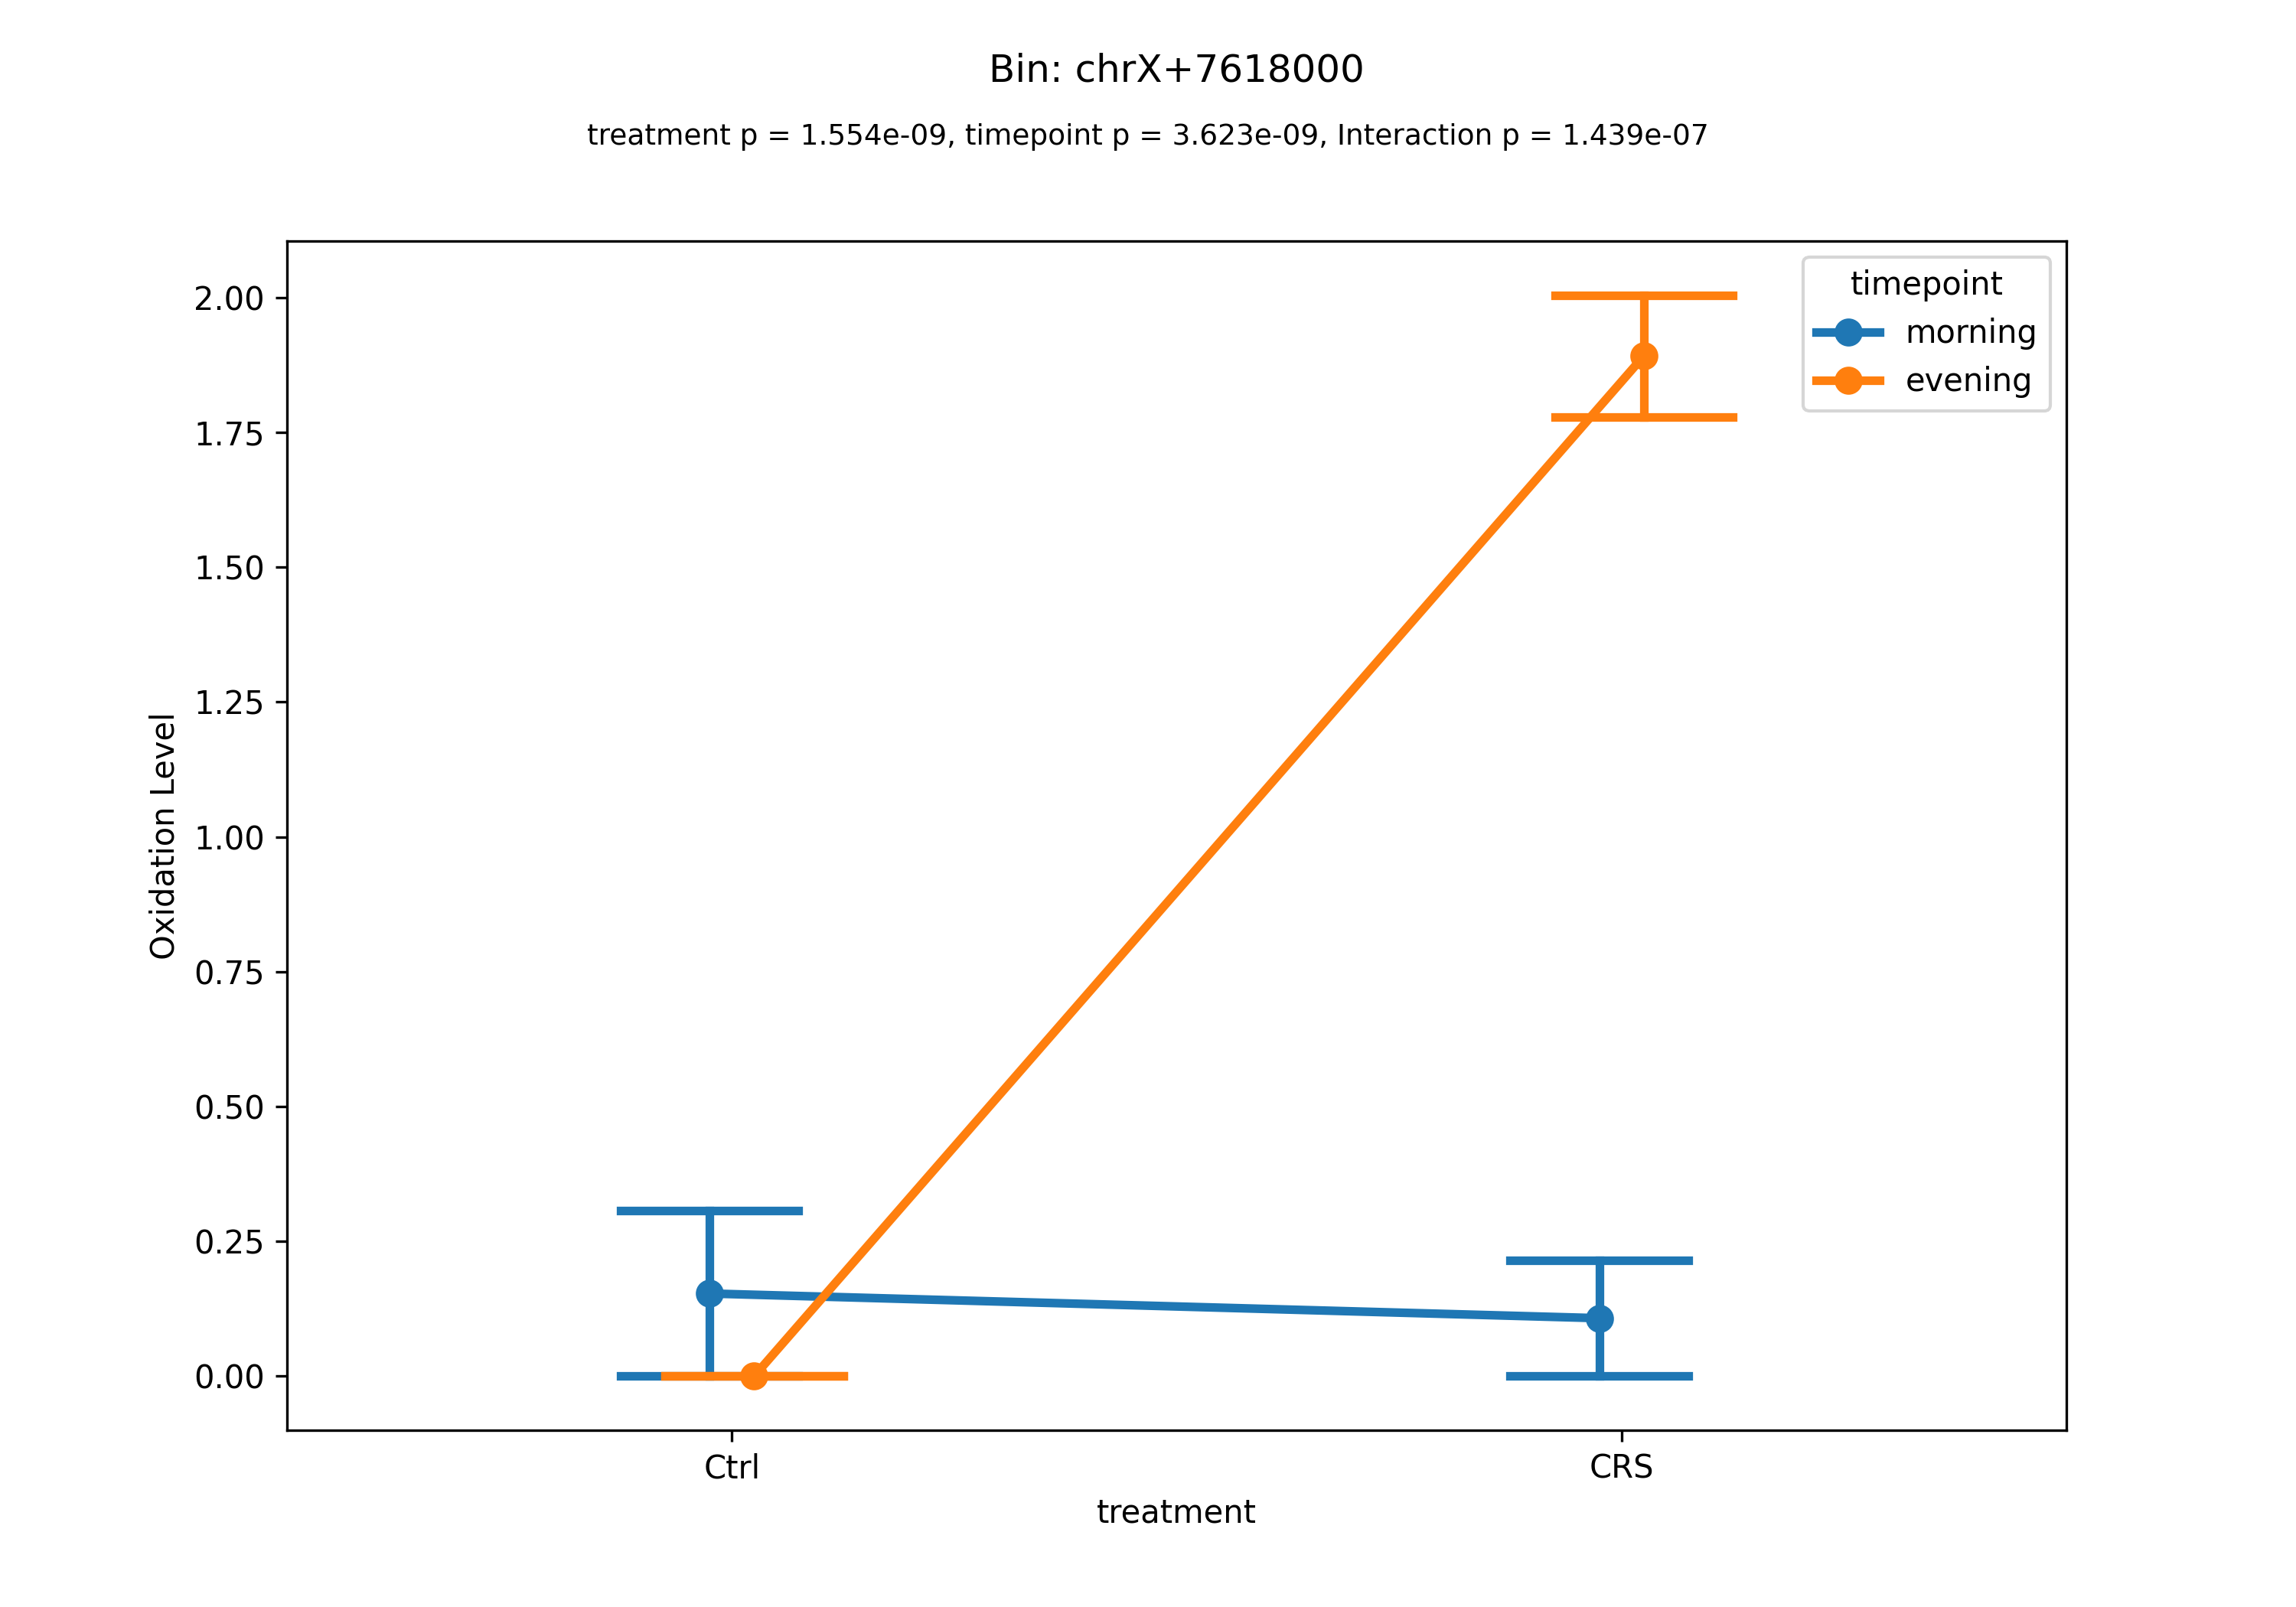 Bin: chrX+7618000
treatment p = 1.554e-09, timepoint p = 3.623e-09, Interaction p = 1.439e-07
timepoint
morning
evening
2.00
1.75
1.50
1.25
1.00
0.75
0.50
0.25
0.00
Oxidation Level
Ctrl
CRS
treatment